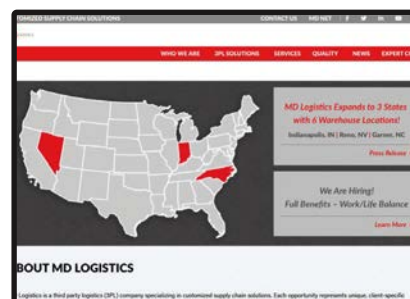 TOMIZED SUPPLY CHAIN SOLUTIONS CONTACT US MD NET
WHO WE ARE 3PL SOLUTIONS SERVICES QUALITY NEWS EXPERT CO
MD Logistics Expands to 3 States
with 6 Warehouse Locations!
Indianapolis, IN | Reno, NV | Garner, NC
Press Release
We Are Hiring!
Full Benefits – Work/Life Balance
Learn More
BOUT MD LOGISTICS
Logistics is a third party logistics (3PL) company specializing in customized supply chain solutions. Each opportunity represents unique, client-specific